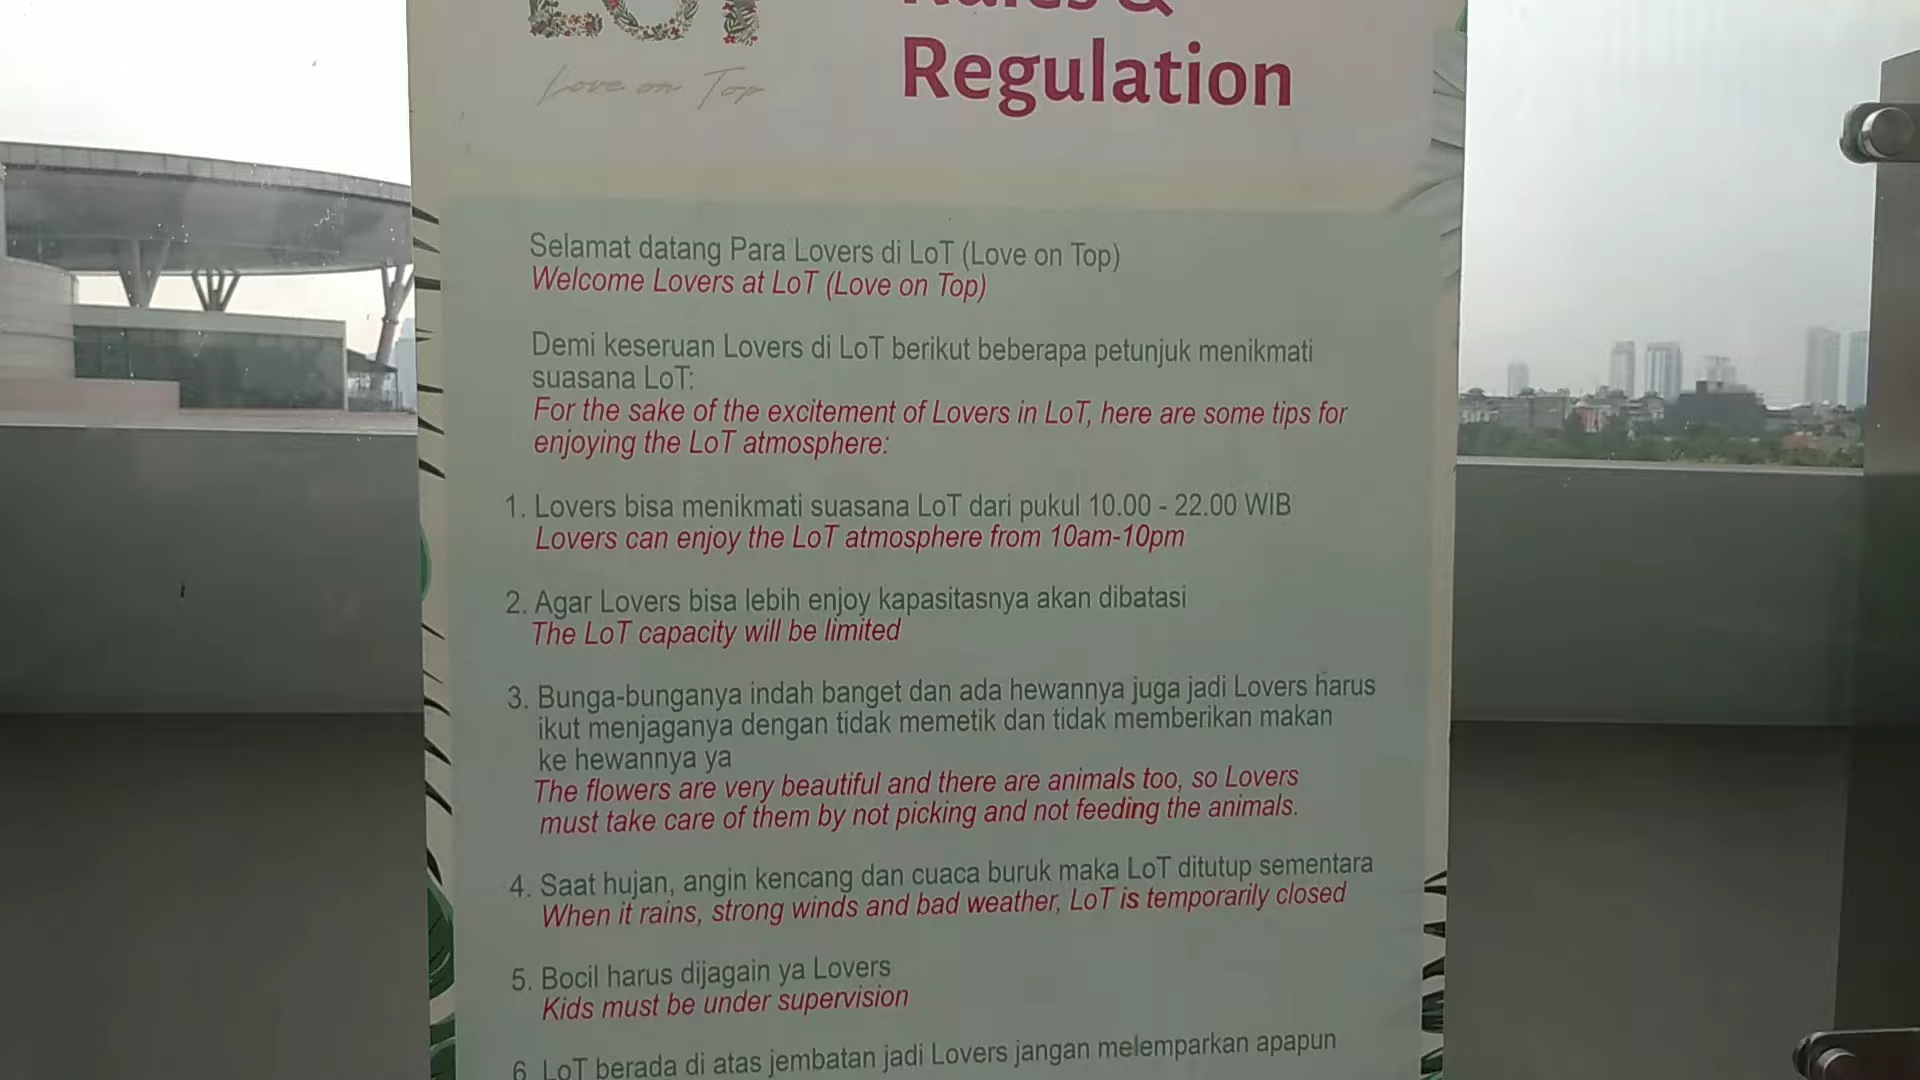 LOT
Rules &
Love on Top
Regulation
Selamat datang Para Lovers di LoT (Love on Top)
Welcome Lovers at LoT (Love on Top)
Demi keseruan Lovers di LoT berikut beberapa petunjuk menikmati
suasana LoT:
For the sake of the excitement of Lovers in LoT, here are some tips for
enjoying the LoT atmosphere:
1. Lovers bisa menikmati suasana LoT dari pukul 10.00 - 22.00 WIB
Lovers can enjoy the LoT atmosphere from 10am-10pm
2. Agar Lovers bisa lebih enjoy kapasitasnya akan dibatasi
The LoT capacity will be limited
3. Bunga-bunganya indah banget dan ada hewannya juga jadi Lovers harus
ikut menjaganya dengan tidak memetik dan tidak memberikan makan
ke hewannya ya
The flowers are very beautiful and there are animals too, so Lovers
must take care of them by not picking and not feeding the animals.
4. Saat hujan, angin kencang dan cuaca buruk maka LoT ditutup sementara
When it rains, strong winds and bad weather, LoT is temporarily closed
5. Bocil harus dijagain ya Lovers
Kids must be under supervision
6. LoT berada di atas jembatan jadi Lovers jangan melemparkan apapun